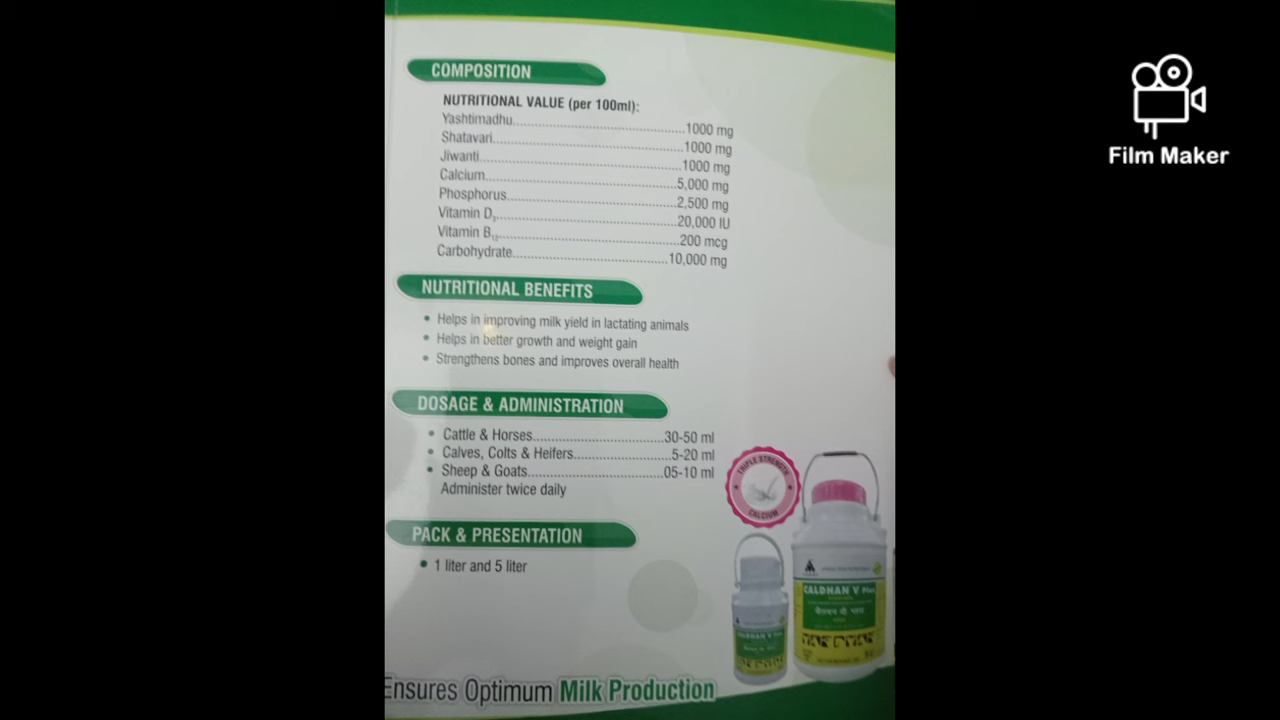 COMPOSITION
NUTRITIONAL VALUE (per 100ml):
Yashtimadhu..........1000 mg
Shatavari..........1000 mg
Jiwanti..........1000 mg
Calcium..........5,000 mg
Phosphorus..........2,500 mg
Vitamin D3..........20,000 IU
Vitamin B12..........200 mcg
Carbohydrate..........10,000 mg
NUTRITIONAL BENEFITS
• Helps in improving milk yield in lactating animals
• Helps in better growth and weight gain
• Strengthens bones and improves overall health
DOSAGE & ADMINISTRATION
• Cattle & Horses..........30-50 ml
• Calves, Colts & Heifers..........5-20 ml
• Sheep & Goats..........05-10 ml
Administer twice daily
PACK & PRESENTATION
• 1 liter and 5 liter
TRIPLE STRENGTH
CALCIUM
CALDHAN V Plus
CALDHAN V Plus
Ensures Optimum Milk Production
Film Maker